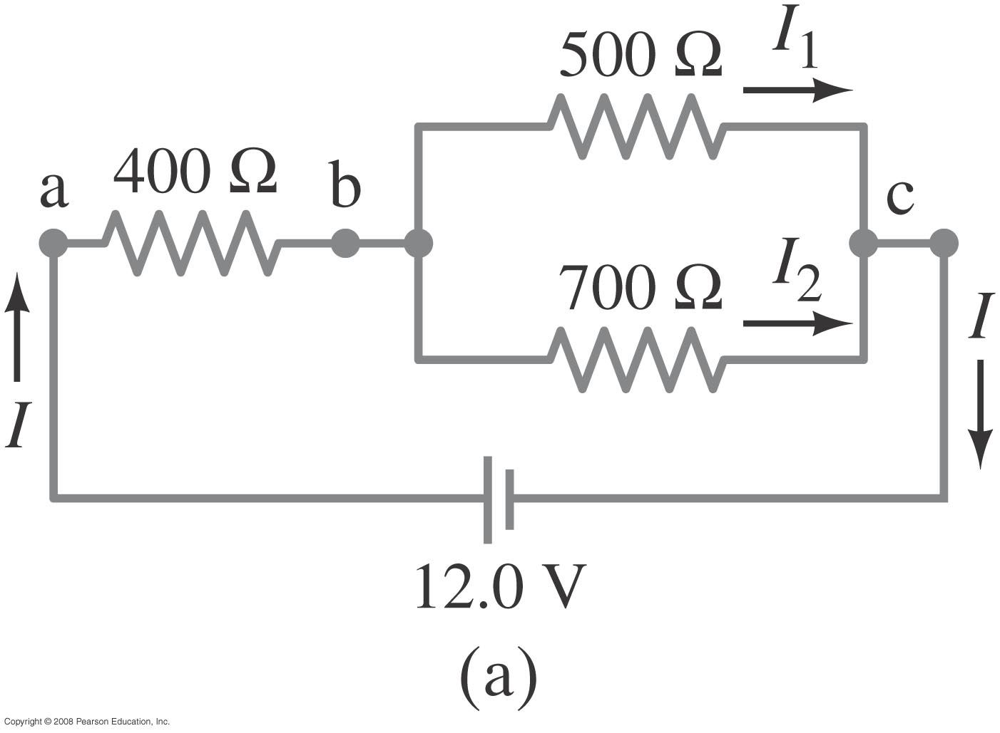 500 Ω
I1
400 Ω
a
b
c
700 Ω
I2
I
I
12.0 V
(a)
Copyright © 2008 Pearson Education, Inc.